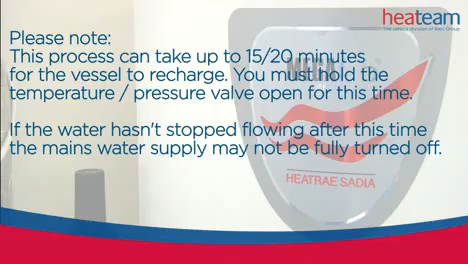 heateam
The service division of Baxi Group
Please note:
This process can take up to 15/20 minutes
for the vessel to recharge. You must hold the
temperature / pressure valve open for this time.
If the water hasn't stopped flowing after this time
the mains water supply may not be fully turned off.
HEATRAE SADIA